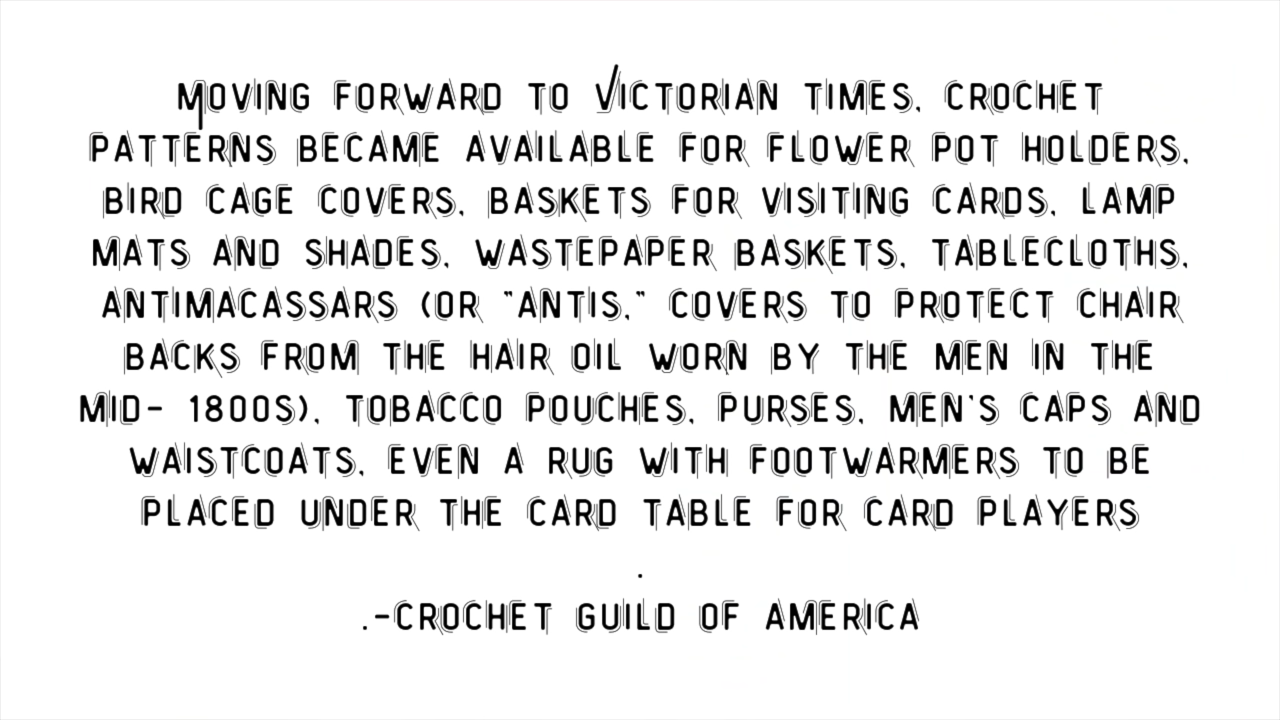 MOVING FORWARD TO VICTORIAN TIMES, CROCHET
PATTERNS BECAME AVAILABLE FOR FLOWER POT HOLDERS,
BIRD CAGE COVERS, BASKETS FOR VISITING CARDS, LAMP
MATS AND SHADES, WASTEPAPER BASKETS, TABLECLOTHS,
ANTIMACASSARS (OR "ANTIS," COVERS TO PROTECT CHAIR
BACKS FROM THE HAIR OIL WORN BY THE MEN IN THE
MID- 1800S), TOBACCO POUCHES, PURSES, MEN'S CAPS AND
WAISTCOATS, EVEN A RUG WITH FOOTWARMERS TO BE
PLACED UNDER THE CARD TABLE FOR CARD PLAYERS
.
.-CROCHET GUILD OF AMERICA